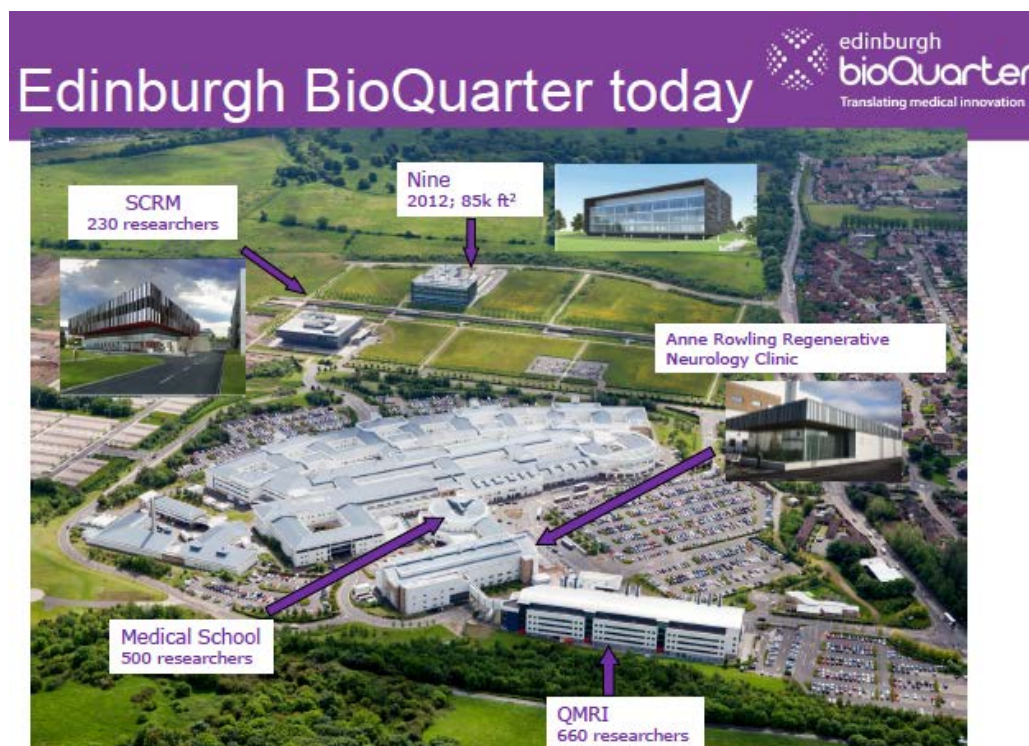 Edinburgh BioQuarter today
edinburgh
bioQuarter
Translating medical innovation
SCRM
230 researchers
Nine
2012; 85k ft²
Anne Rowling Regenerative
Neurology Clinic
Medical School
500 researchers
QMRI
660 researchers